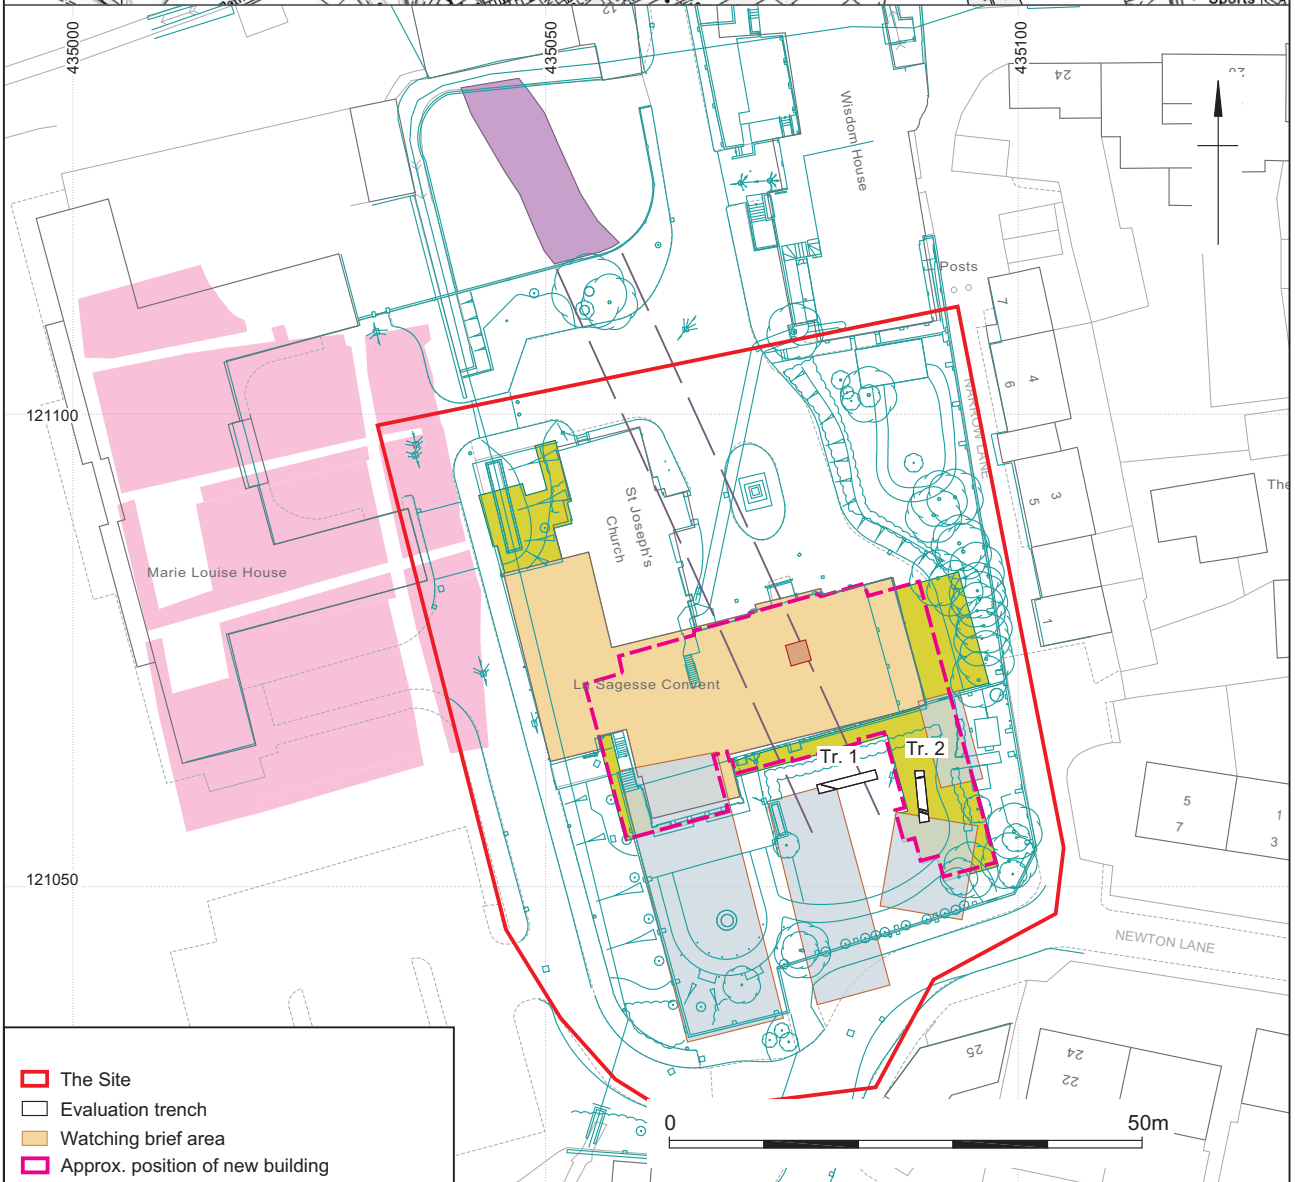 435000
435050
435100
12
24
26
Wisdom House
Posts
7
4
6
NARROW LANE
121100
3
5
The
St Joseph's
Church
Marie Louise House
1
La Sagesse Convent
Tr. 1
Tr. 2
5
7
1
3
121050
NEWTON LANE
25
24
22
The Site
Evaluation trench
Watching brief area
Approx. position of new building
0
50m